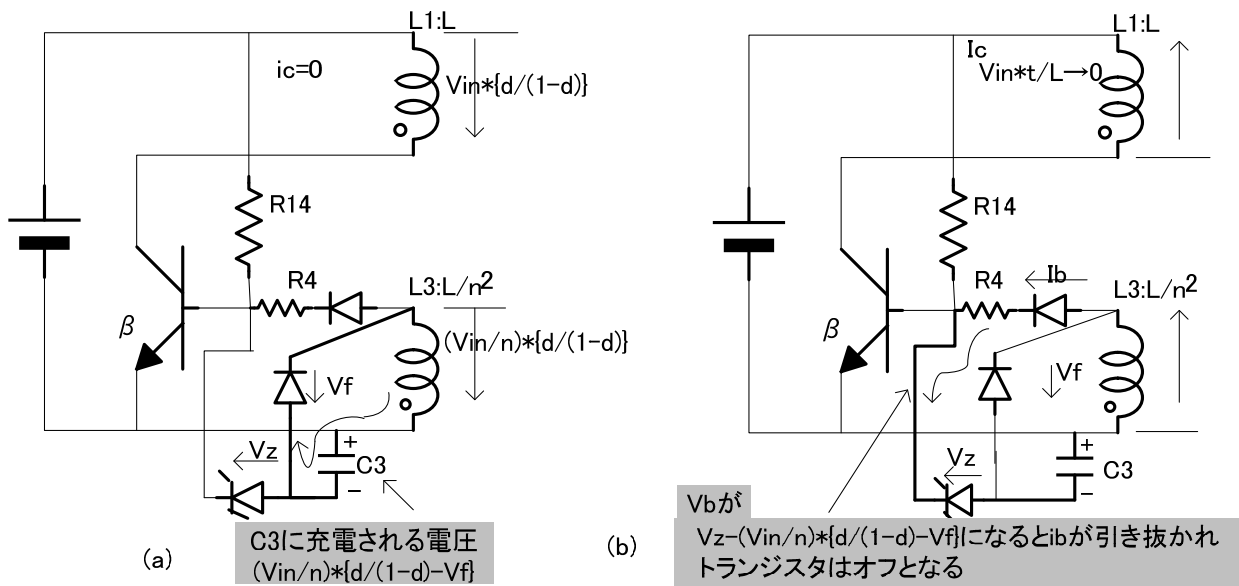 L1:L
ic=0
Vin*{d/(1-d)}
R14
R4
L3:L/n²
β
(Vin/n)*{d/(1-d)}
Vf
Vz
+
C3
−
C3に充電される電圧
(Vin/n)*{d/(1-d)-Vf}
(a)
L1:L
Ic
Vin*t/L→0
R14
R4
Ib
L3:L/n²
β
Vf
Vz
+
C3
−
Vbが
Vz-(Vin/n)*{d/(1-d)-Vf}になるとibが引き抜かれ
トランジスタはオフとなる
(b)